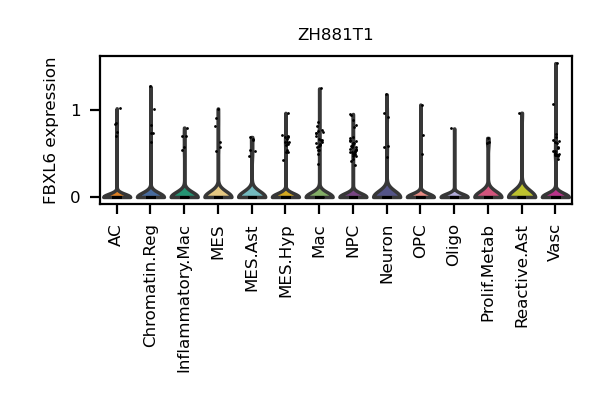 ZH881T1
FBXL6 expression
1
0
AC
Chromatin.Reg
Inflammatory.Mac
MES
MES.Ast
MES.Hyp
Mac
NPC
Neuron
OPC
Oligo
Prolif.Metab
Reactive.Ast
Vasc